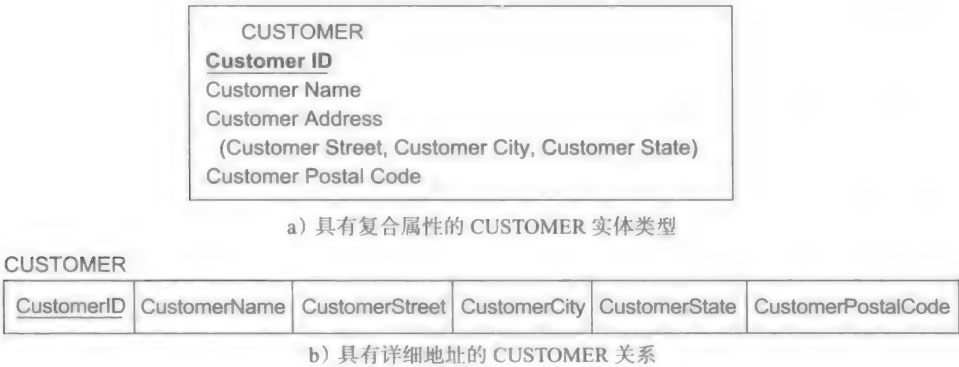 CUSTOMER
Customer ID
Customer Name
Customer Address
(Customer Street, Customer City, Customer State)
Customer Postal Code
a）具有复合属性的 CUSTOMER 实体类型
CUSTOMER
CustomerID CustomerName CustomerStreet CustomerCity CustomerState CustomerPostalCode
b）具有详细地址的 CUSTOMER 关系